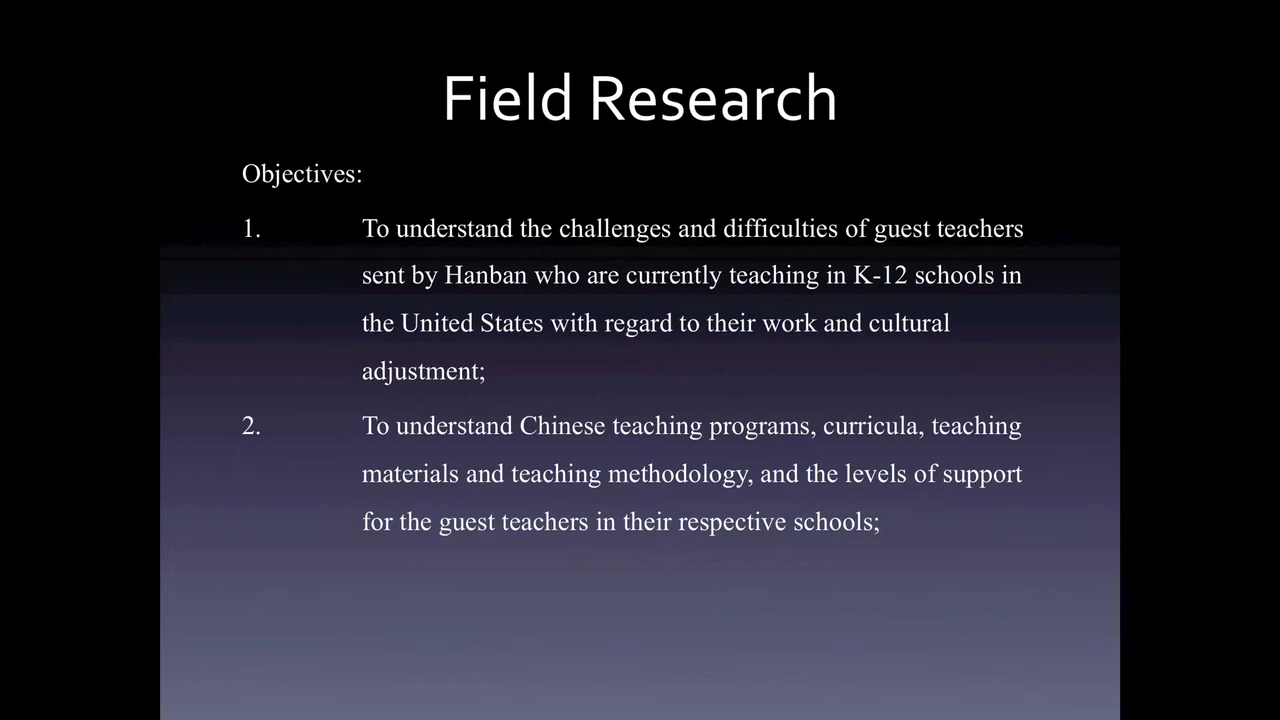 Field Research
Objectives:
1. To understand the challenges and difficulties of guest teachers
sent by Hanban who are currently teaching in K-12 schools in
the United States with regard to their work and cultural
adjustment;
2. To understand Chinese teaching programs, curricula, teaching
materials and teaching methodology, and the levels of support
for the guest teachers in their respective schools;